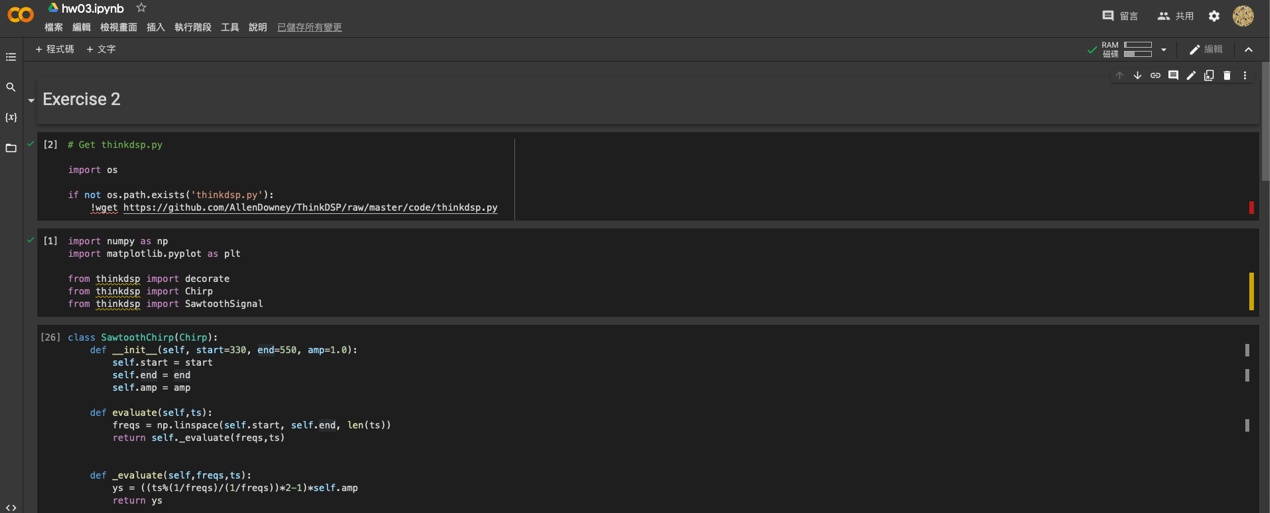 hw03.ipynb
檔案 編輯 檢視畫面 插入 執行階段 工具 說明 已儲存所有變更
留言 共用
+ 程式碼 + 文字
RAM
磁碟
編輯
Exercise 2
{x}
[2] # Get thinkdsp.py
import os
if not os.path.exists('thinkdsp.py'):
!wget https://github.com/AllenDowney/ThinkDSP/raw/master/code/thinkdsp.py
[1] import numpy as np
import matplotlib.pyplot as plt
from thinkdsp import decorate
from thinkdsp import Chirp
from thinkdsp import SawtoothSignal
[26] class SawtoothChirp(Chirp):
def __init__(self, start=330, end=550, amp=1.0):
self.start = start
self.end = end
self.amp = amp
def evaluate(self,ts):
freqs = np.linspace(self.start, self.end, len(ts))
return self._evaluate(freqs,ts)
def _evaluate(self,freqs,ts):
ys = ((ts%(1/freqs)/(1/freqs))*2-1)*self.amp
return ys